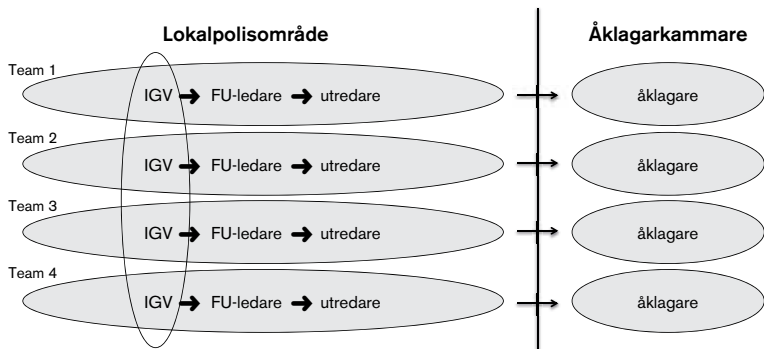 Lokalpolisområde
Åklagarkammare
Team 1
IGV FU-ledare utredare
åklagare
Team 2
IGV FU-ledare utredare
åklagare
Team 3
IGV FU-ledare utredare
åklagare
Team 4
IGV FU-ledare utredare
åklagare